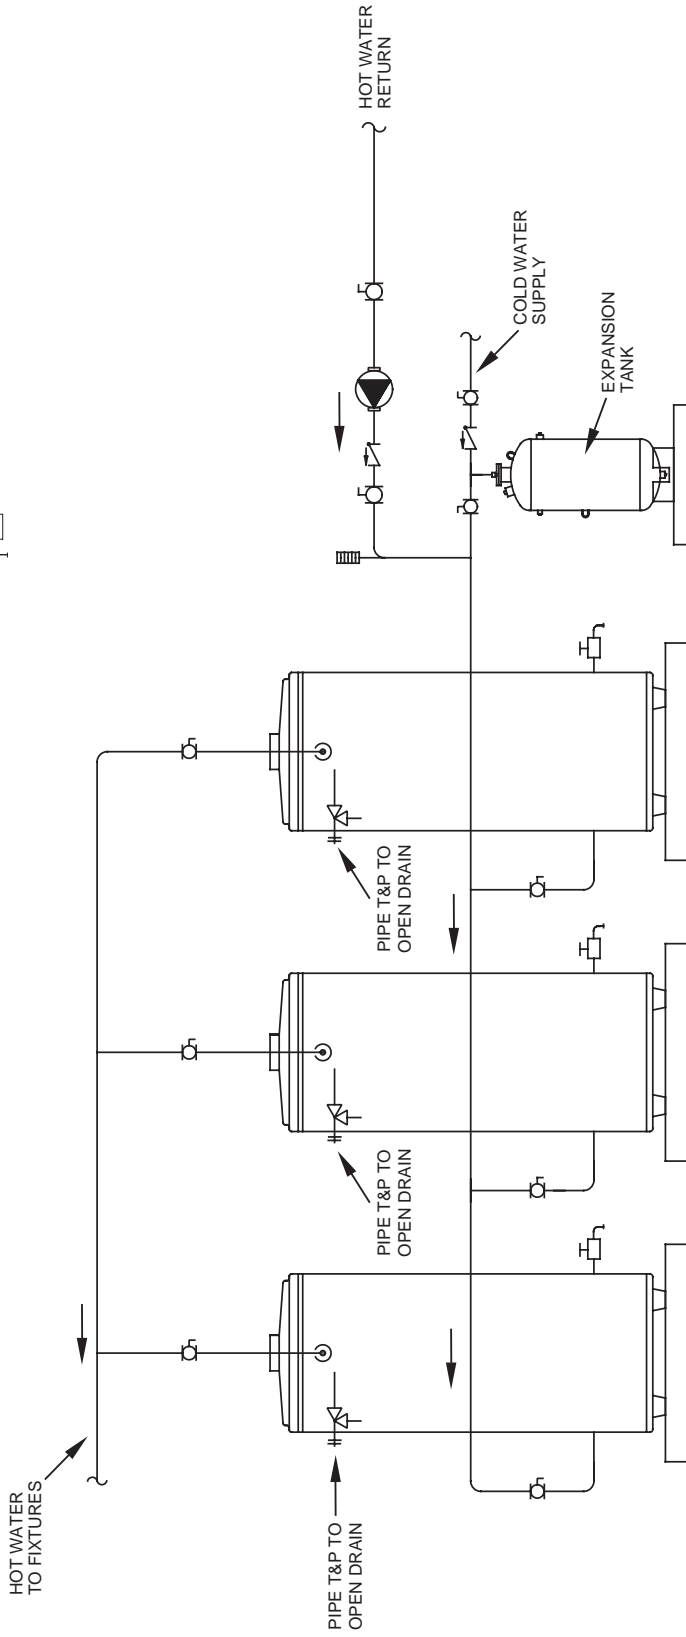 HOT WATER
TO FIXTURES
PIPE T&P TO
OPEN DRAIN
PIPE T&P TO
OPEN DRAIN
PIPE T&P TO
OPEN DRAIN
COLD WATER
SUPPLY
EXPANSION
TANK
HOT WATER
RETURN